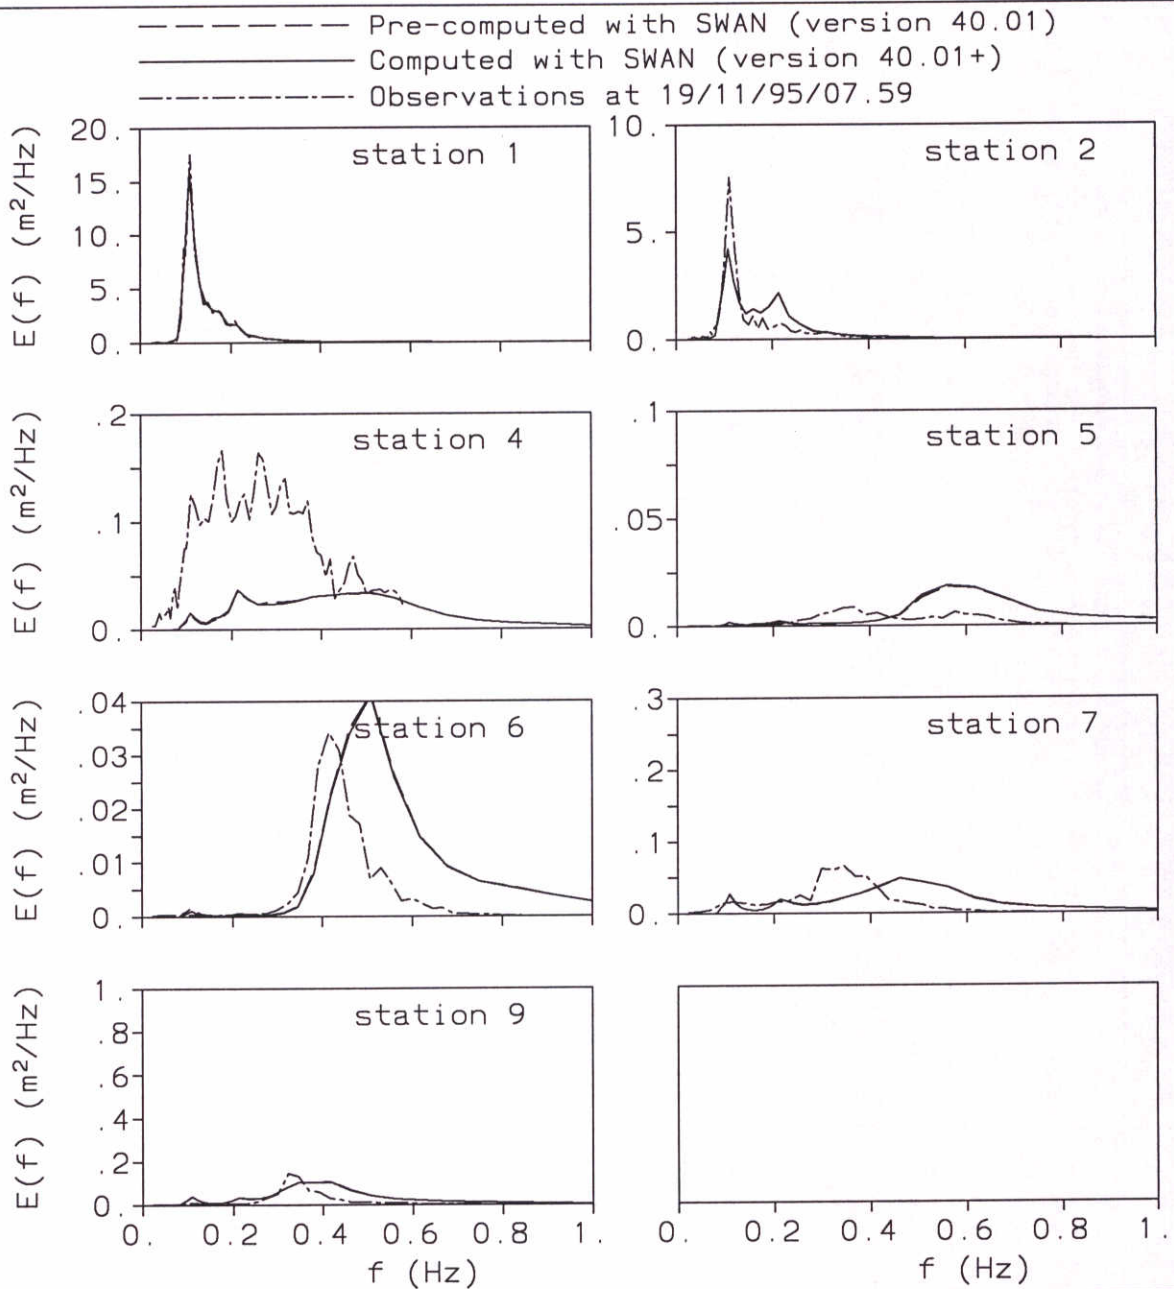 Pre-computed with SWAN (version 40.01)
Computed with SWAN (version 40.01+)
Observations at 19/11/95/07.59
E(f) (m²/Hz)
20.
15.
10.
5.
0.
station 1
10.
5.
0.
station 2
E(f) (m²/Hz)
.2
.1
0.
station 4
.1
.05
0.
station 5
E(f) (m²/Hz)
.04
.03
.02
.01
0.
station 6
.3
.2
.1
0.
station 7
E(f) (m²/Hz)
1.
.8
.6
.4
.2
0.
station 9
0. 0.2 0.4 0.6 0.8 1.
f (Hz)
0. 0.2 0.4 0.6 0.8 1.
f (Hz)